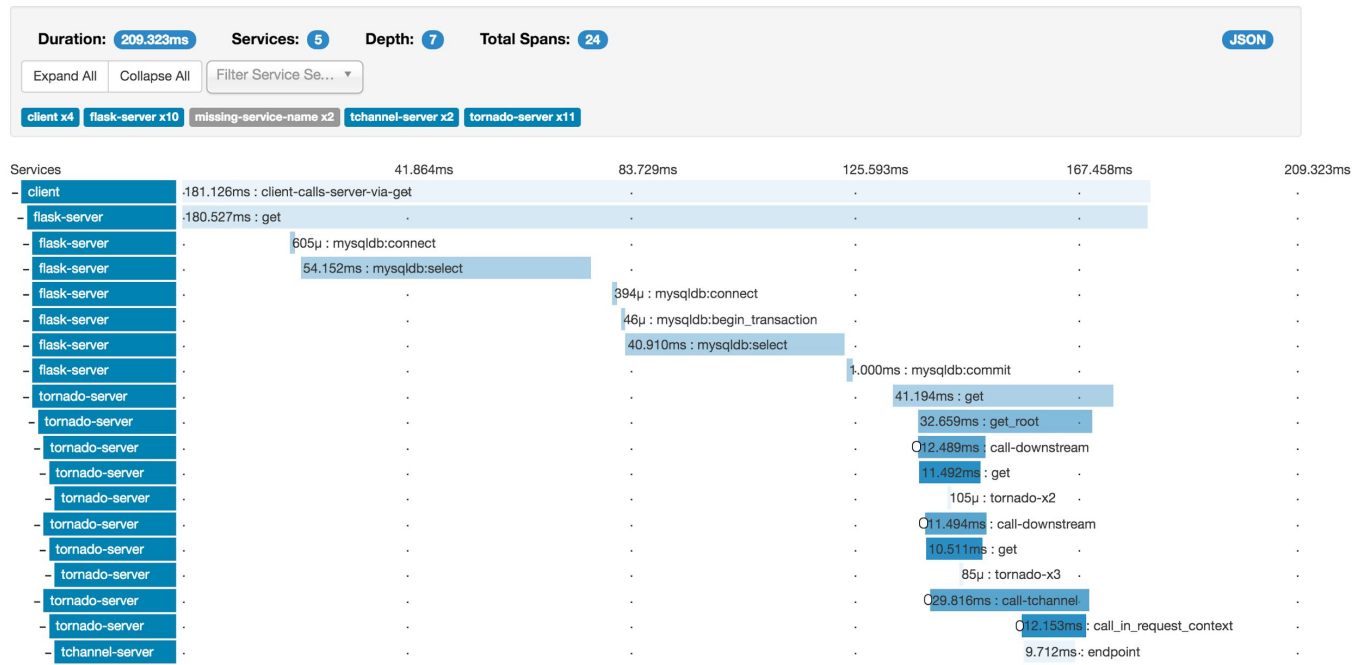 Duration: 209.323ms Services: 5 Depth: 7 Total Spans: 24 JSON
Expand All Collapse All Filter Service Se... ▼
client x4 flask-server x10 missing-service-name x2 tchannel-server x2 tornado-server x11
Services 41.864ms 83.729ms 125.593ms 167.458ms 209.323ms
– client 181.126ms : client-calls-server-via-get
– flask-server 180.527ms : get
– flask-server 605μ : mysqldb:connect
– flask-server 54.152ms : mysqldb:select
– flask-server 394μ : mysqldb:connect
– flask-server 46μ : mysqldb:begin_transaction
– flask-server 40.910ms : mysqldb:select
– flask-server 1.000ms : mysqldb:commit
– tornado-server 41.194ms : get
– tornado-server 32.659ms : get_root
– tornado-server 12.489ms : call-downstream
– tornado-server 11.492ms : get
– tornado-server 105μ : tornado-x2
– tornado-server 11.494ms : call-downstream
– tornado-server 10.511ms : get
– tornado-server 85μ : tornado-x3
– tornado-server 29.816ms : call-tchannel
– tornado-server 12.153ms : call_in_request_context
– tchannel-server 9.712ms : endpoint